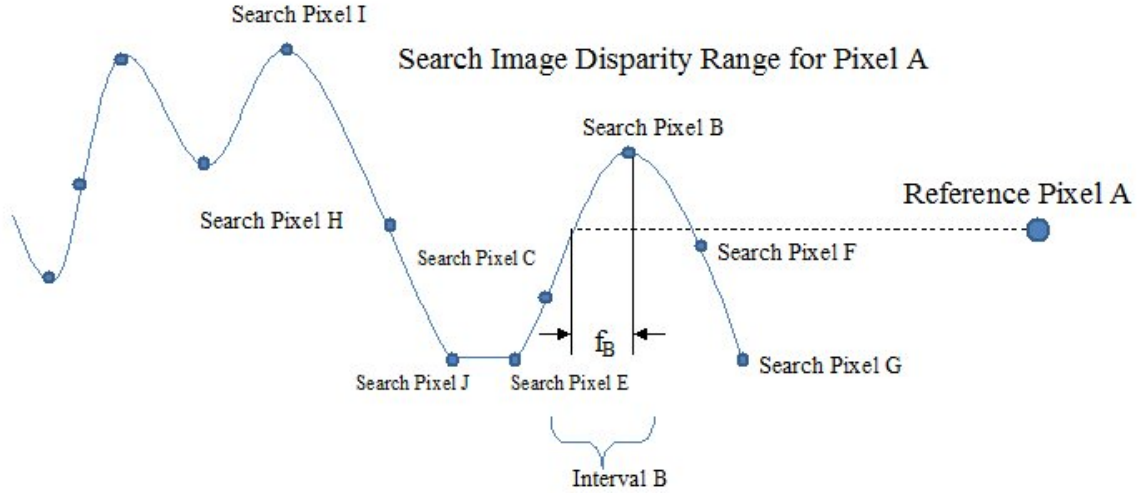 Search Pixel I
Search Image Disparity Range for Pixel A
Search Pixel B
Reference Pixel A
Search Pixel H
Search Pixel C
Search Pixel F
fB
Search Pixel J
Search Pixel E
Search Pixel G
Interval B